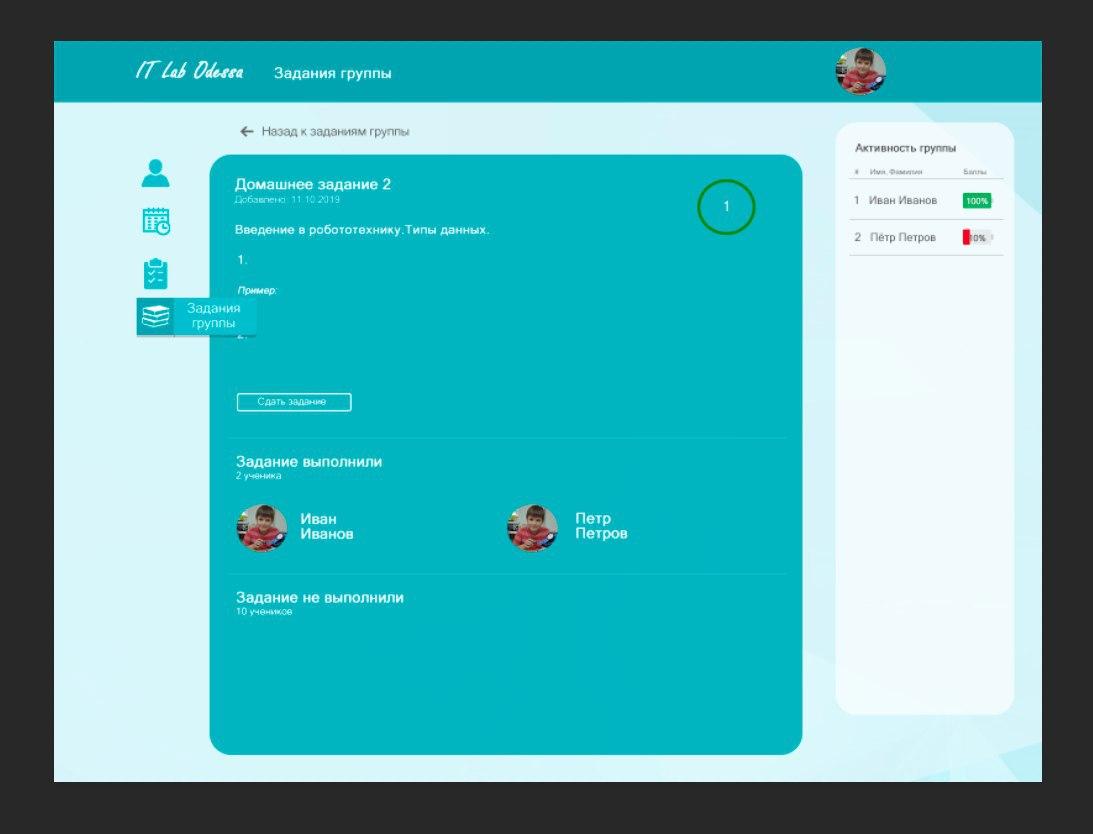 IT Lab Odessa
Задания группы
Назад к заданиям группы
Домашнее задание 2
Добавлено: 11.10.2019
1
Введение в робототехнику.Типы данных.
1.
Пример:
Задания
группы
2.
Сдать задание
Задание выполнили
2 ученика
Иван
Иванов
Петр
Петров
Задание не выполнили
10 учеников
Активность группы
# Имя, Фамилия Баллы
1 Иван Иванов 100%
2 Пётр Петров 10%